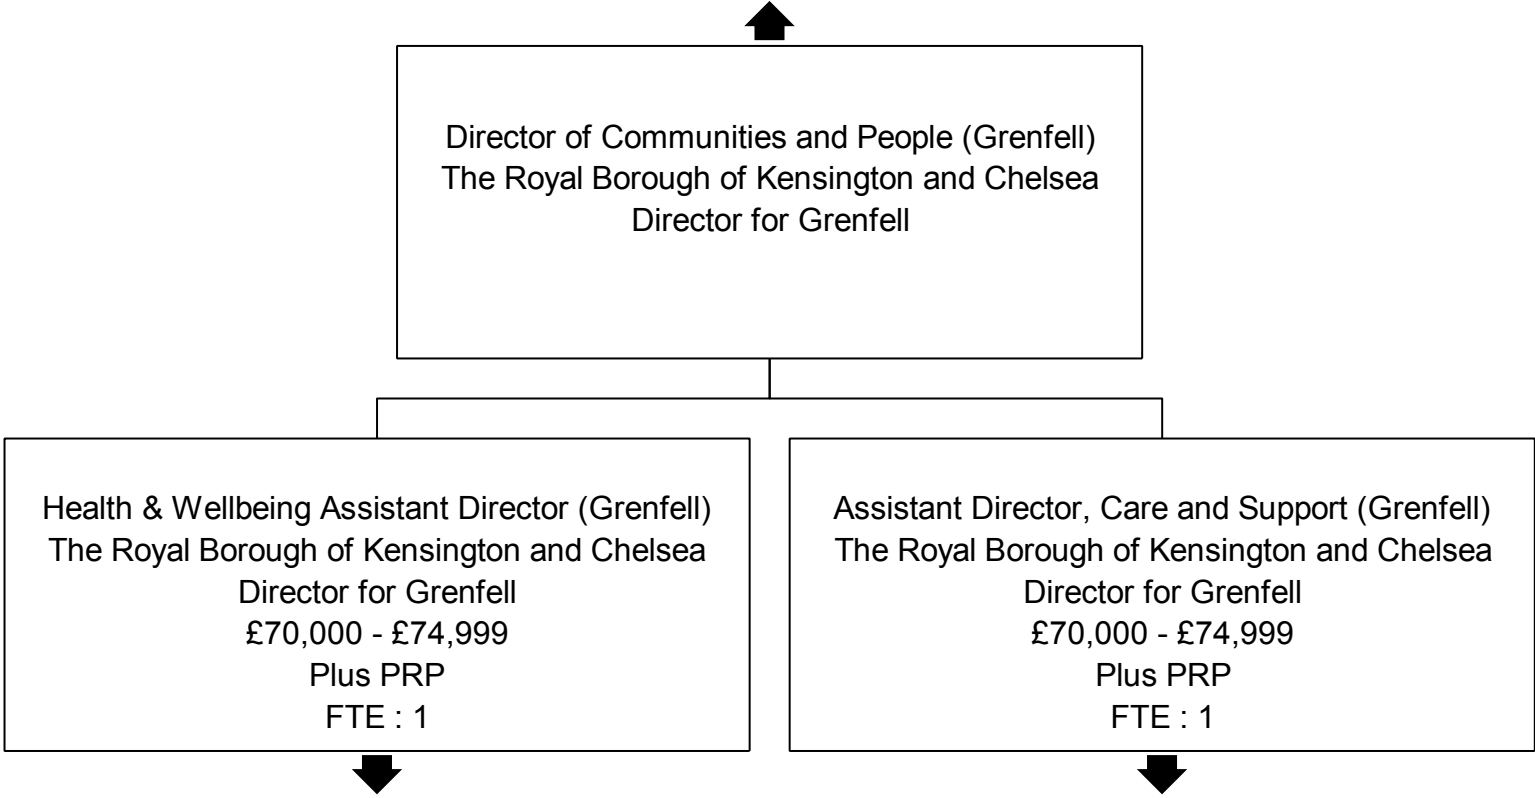 Director of Communities and People (Grenfell)
The Royal Borough of Kensington and Chelsea
Director for Grenfell
Health & Wellbeing Assistant Director (Grenfell)
The Royal Borough of Kensington and Chelsea
Director for Grenfell
£70,000 - £74,999
Plus PRP
FTE : 1
Assistant Director, Care and Support (Grenfell)
The Royal Borough of Kensington and Chelsea
Director for Grenfell
£70,000 - £74,999
Plus PRP
FTE : 1